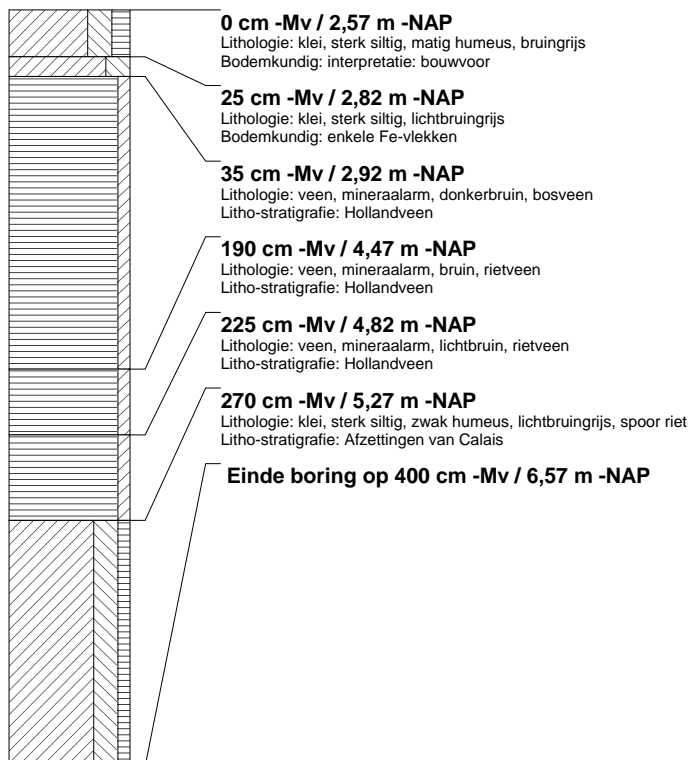 0 cm -Mv / 2,57 m -NAP
Lithologie: klei, sterk siltig, matig humeus, bruingrijs
Bodemkundig: interpretatie: bouwvoor
25 cm -Mv / 2,82 m -NAP
Lithologie: klei, sterk siltig, lichtbruingrijs
Bodemkundig: enkele Fe-vlekken
35 cm -Mv / 2,92 m -NAP
Lithologie: veen, mineraalarm, donkerbruin, bosveen
Litho-stratigrafie: Hollandveen
190 cm -Mv / 4,47 m -NAP
Lithologie: veen, mineraalarm, bruin, rietveen
Litho-stratigrafie: Hollandveen
225 cm -Mv / 4,82 m -NAP
Lithologie: veen, mineraalarm, lichtbruin, rietveen
Litho-stratigrafie: Hollandveen
270 cm -Mv / 5,27 m -NAP
Lithologie: klei, sterk siltig, zwak humeus, lichtbruingrijs, spoor riet
Litho-stratigrafie: Afzettingen van Calais
Einde boring op 400 cm -Mv / 6,57 m -NAP